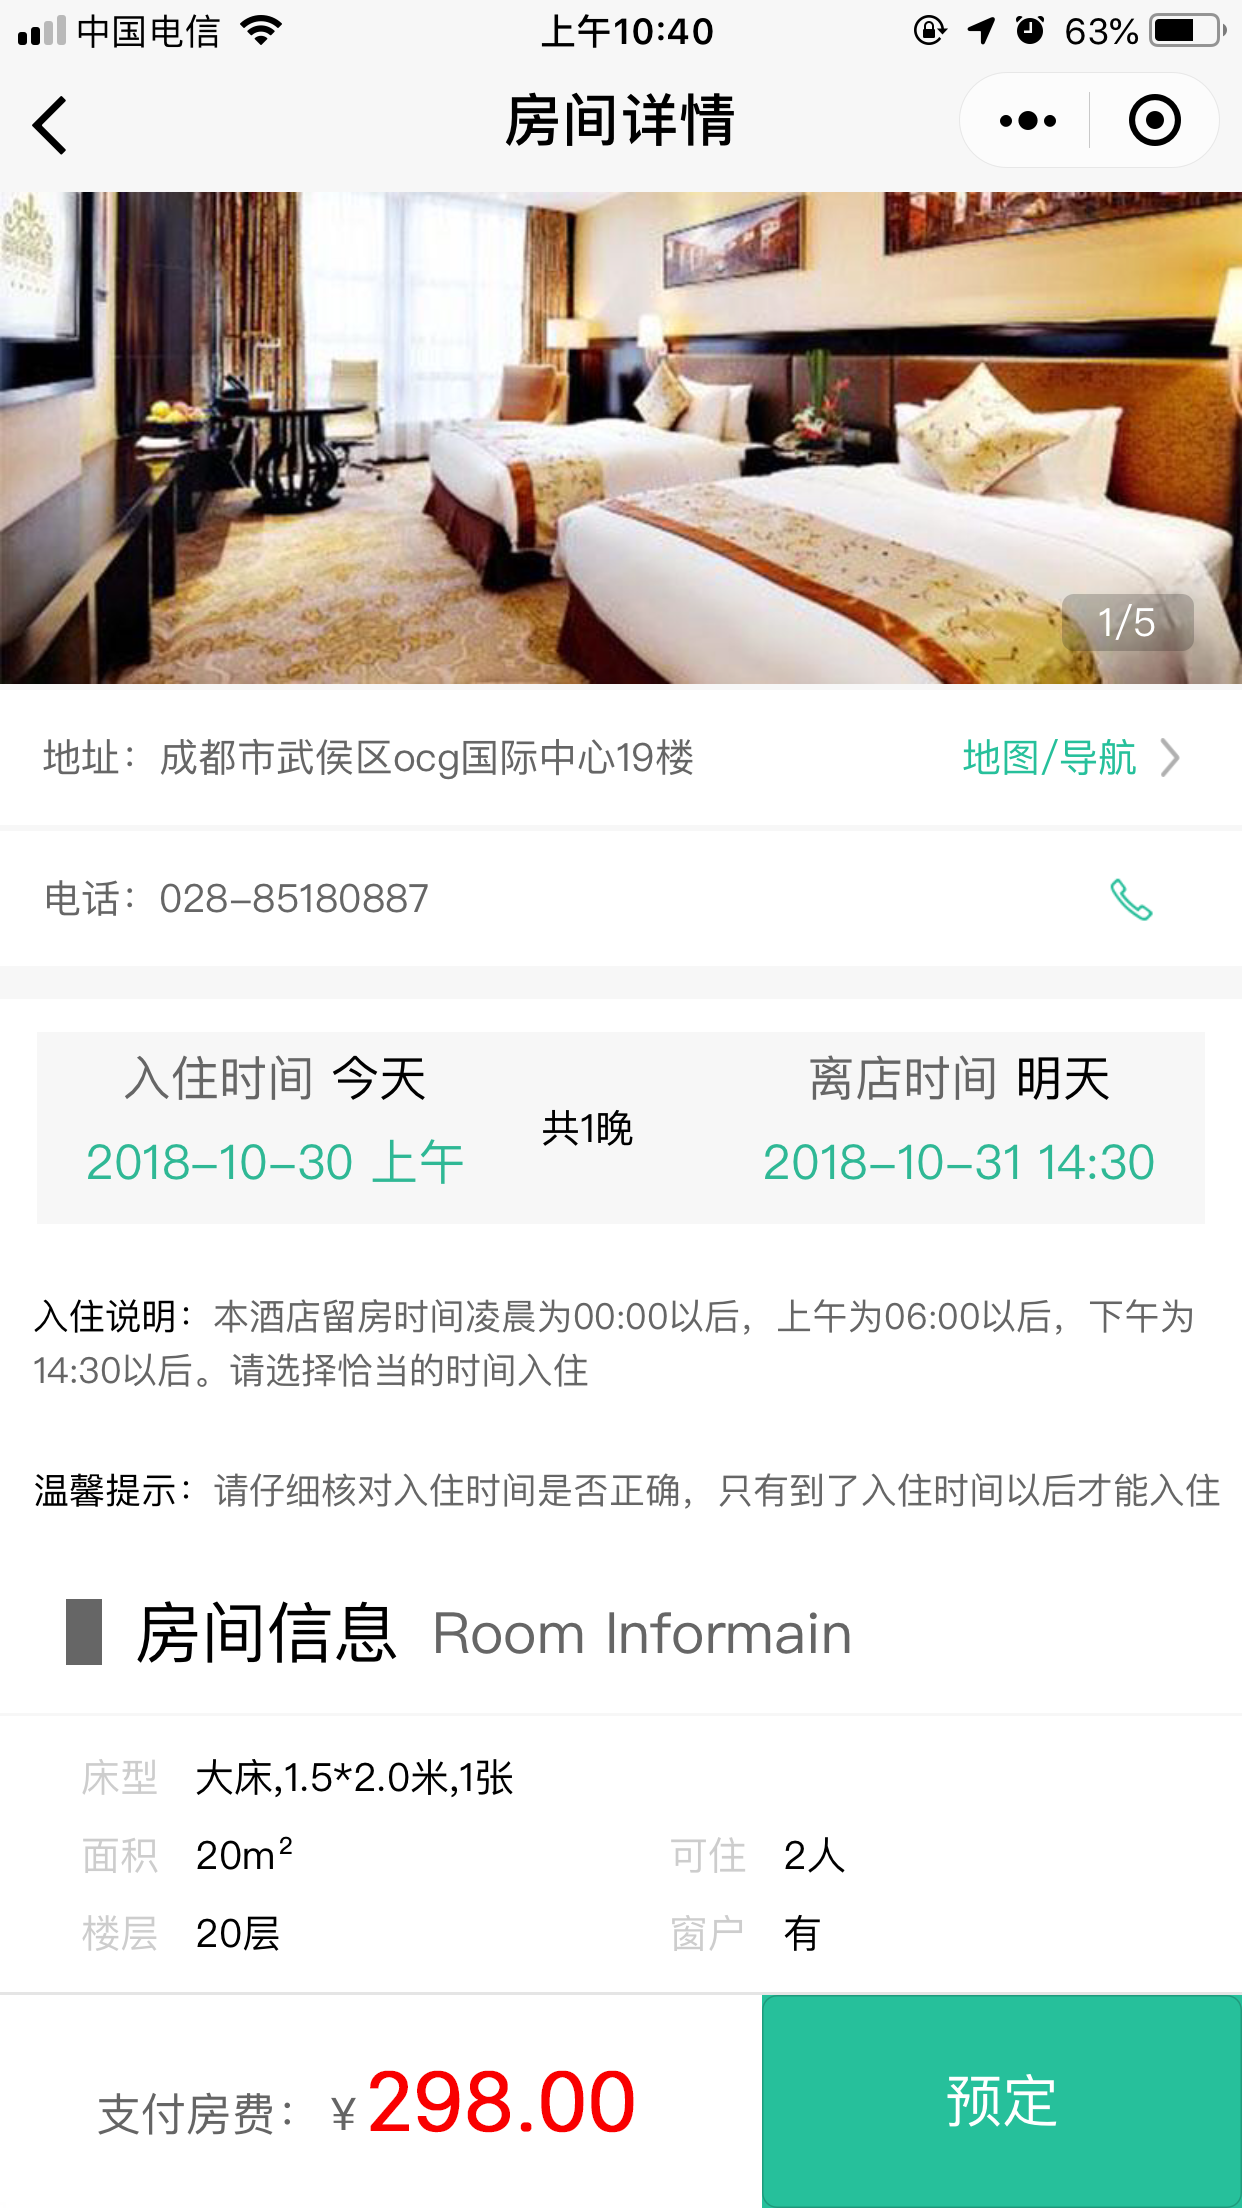 中国电信
上午10:40
63%
房间详情
1/5
地址：成都市武侯区ocg国际中心19楼
地图/导航
电话：028-85180887
入住时间 今天
离店时间 明天
共1晚
2018-10-30 上午
2018-10-31 14:30
入住说明：本酒店留房时间凌晨为00:00以后，上午为06:00以后，下午为
14:30以后。请选择恰当的时间入住
温馨提示：请仔细核对入住时间是否正确，只有到了入住时间以后才能入住
房间信息 Room Informain
床型 大床,1.5*2.0米,1张
面积 20m²
可住 2人
楼层 20层
窗户 有
支付房费：¥298.00
预定